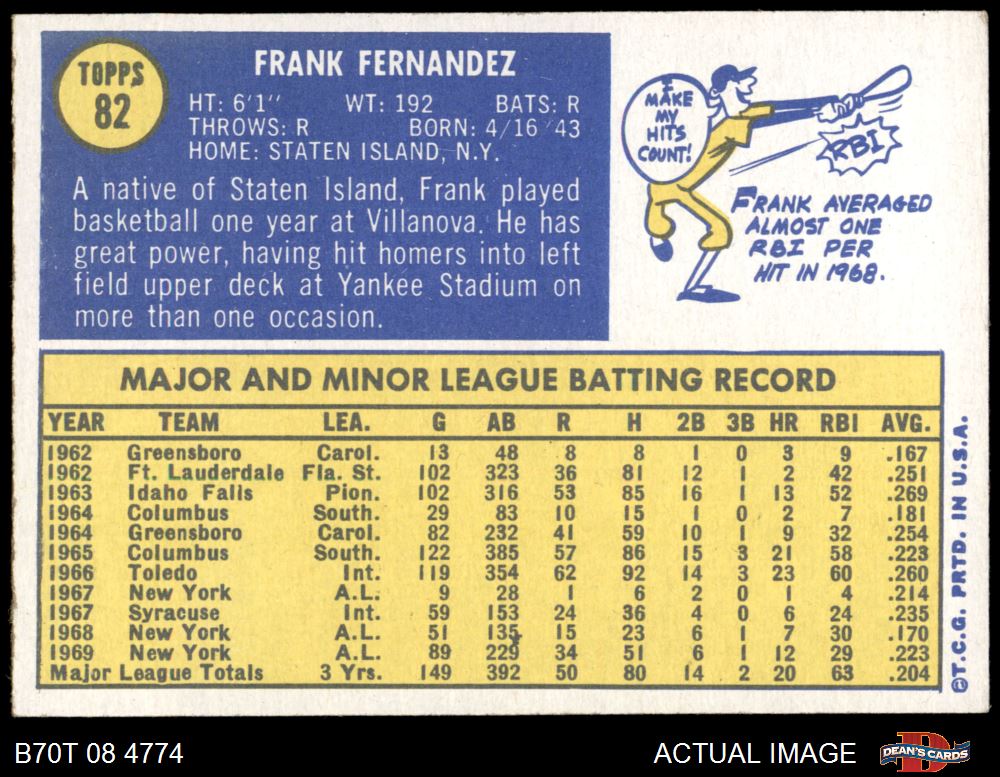 TOPPS
82
FRANK FERNANDEZ
HT: 6'1" WT: 192 BATS: R
THROWS: R BORN: 4/16 '43
HOME: STATEN ISLAND, N.Y.
A native of Staten Island, Frank played
basketball one year at Villanova. He has
great power, having hit homers into left
field upper deck at Yankee Stadium on
more than one occasion.
I
MAKE
MY
HITS
COUNT!
RBI
FRANK AVERAGED
ALMOST ONE
RBI PER
HIT IN 1968.
MAJOR AND MINOR LEAGUE BATTING RECORD
YEAR TEAM LEA. G AB R H 2B 3B HR RBI AVG.
1962 Greensboro Carol. 13 48 8 8 1 0 3 9 .167
1962 Ft. Lauderdale Fla. St. 102 323 36 81 12 1 2 42 .251
1963 Idaho Falls Pion. 102 316 53 85 16 1 13 52 .269
1964 Columbus South. 29 83 10 15 1 0 2 7 .181
1964 Greensboro Carol. 82 232 41 59 10 1 9 32 .254
1965 Columbus South. 122 385 57 86 15 3 21 58 .223
1966 Toledo Int. 119 354 62 92 14 3 23 60 .260
1967 New York A.L. 9 28 1 6 2 0 1 4 .214
1967 Syracuse Int. 59 153 24 36 4 0 6 24 .235
1968 New York A.L. 51 135 15 23 6 1 7 30 .170
1969 New York A.L. 89 229 34 51 6 1 12 29 .223
Major League Totals 3 Yrs. 149 392 50 80 14 2 20 63 .204
©T.C.G. PRTD. IN U.S.A.
B70T 08 4774 ACTUAL IMAGE
D
DEAN'S CARDS